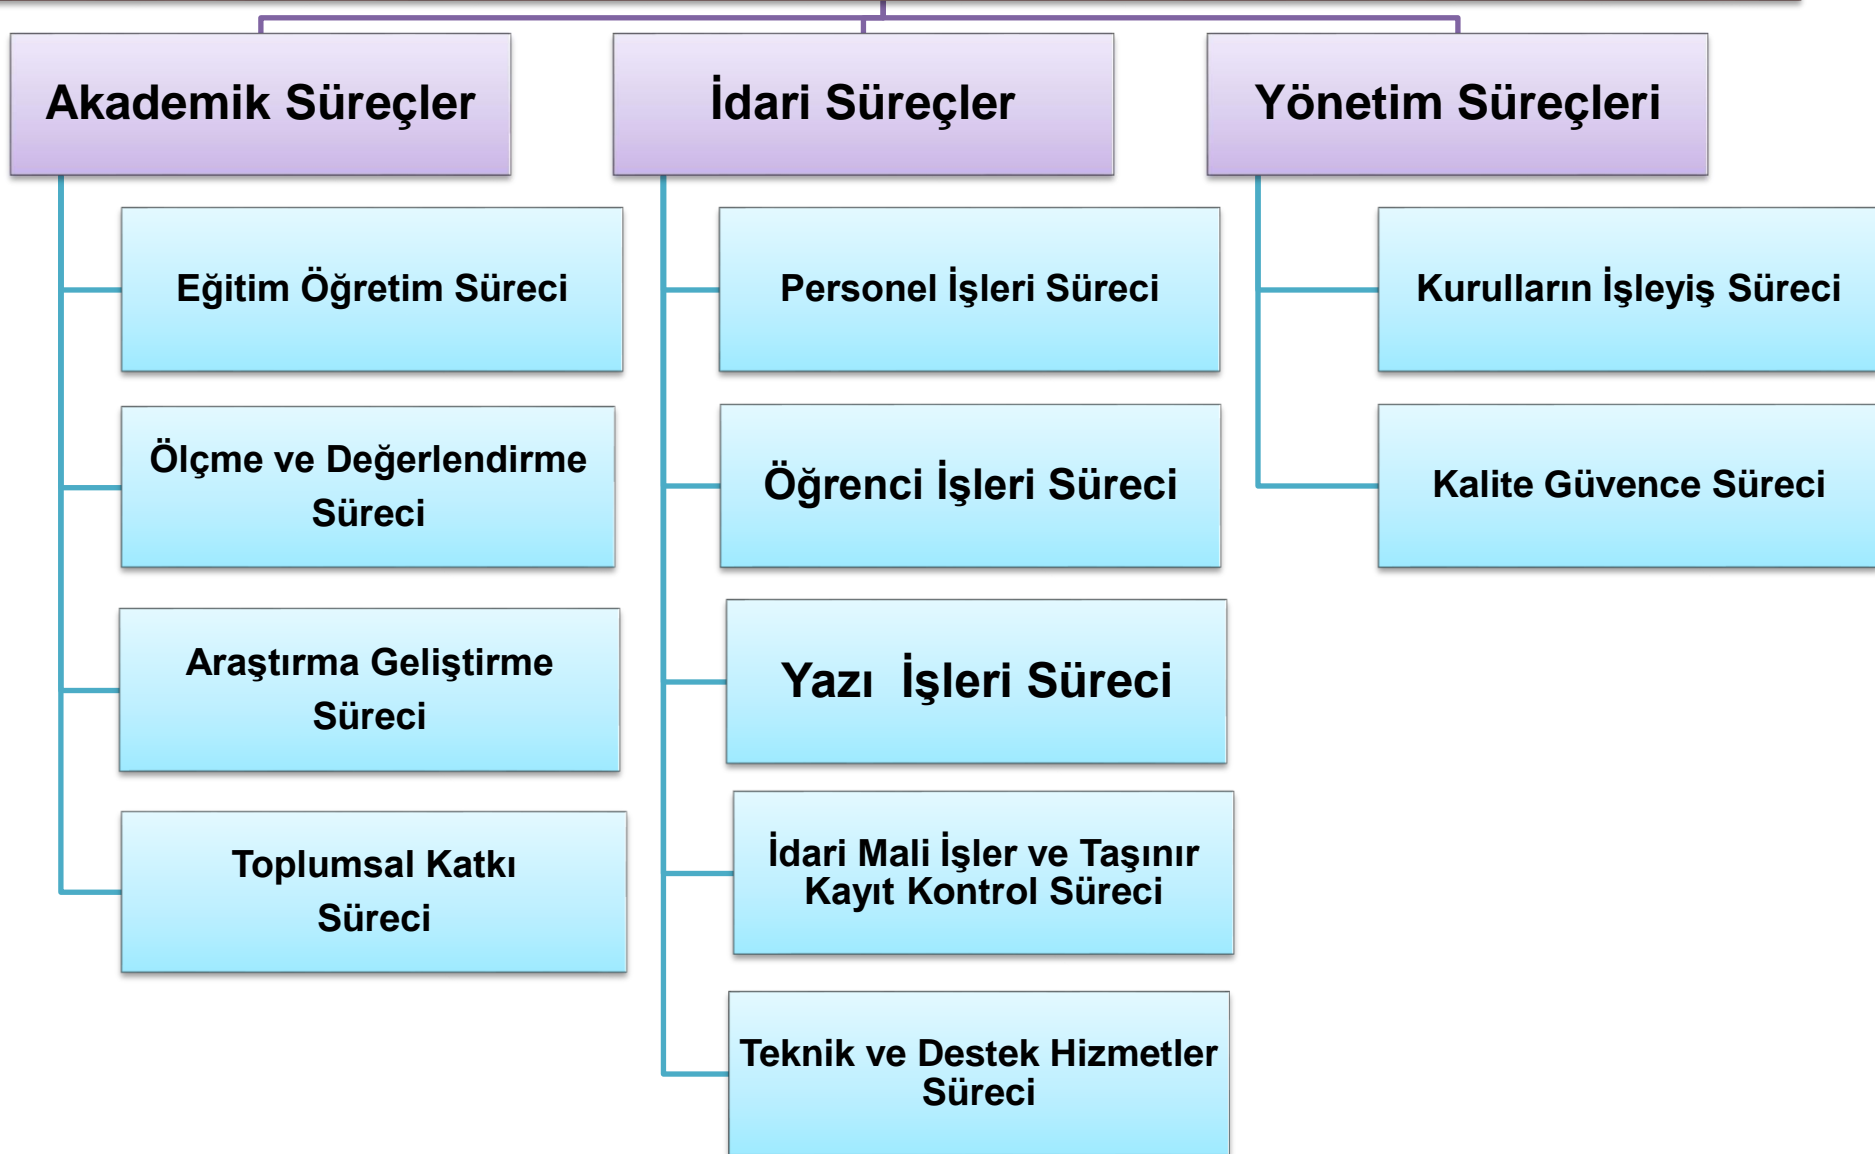 Akademik Süreçler
İdari Süreçler
Yönetim Süreçleri
Eğitim Öğretim Süreci
Ölçme ve Değerlendirme
Süreci
Araştırma Geliştirme
Süreci
Toplumsal Katkı
Süreci
Personel İşleri Süreci
Öğrenci İşleri Süreci
Yazı  İşleri Süreci
İdari Mali İşler ve Taşınır
Kayıt Kontrol Süreci
Teknik ve Destek Hizmetler
Süreci
Kurulların İşleyiş Süreci
Kalite Güvence Süreci